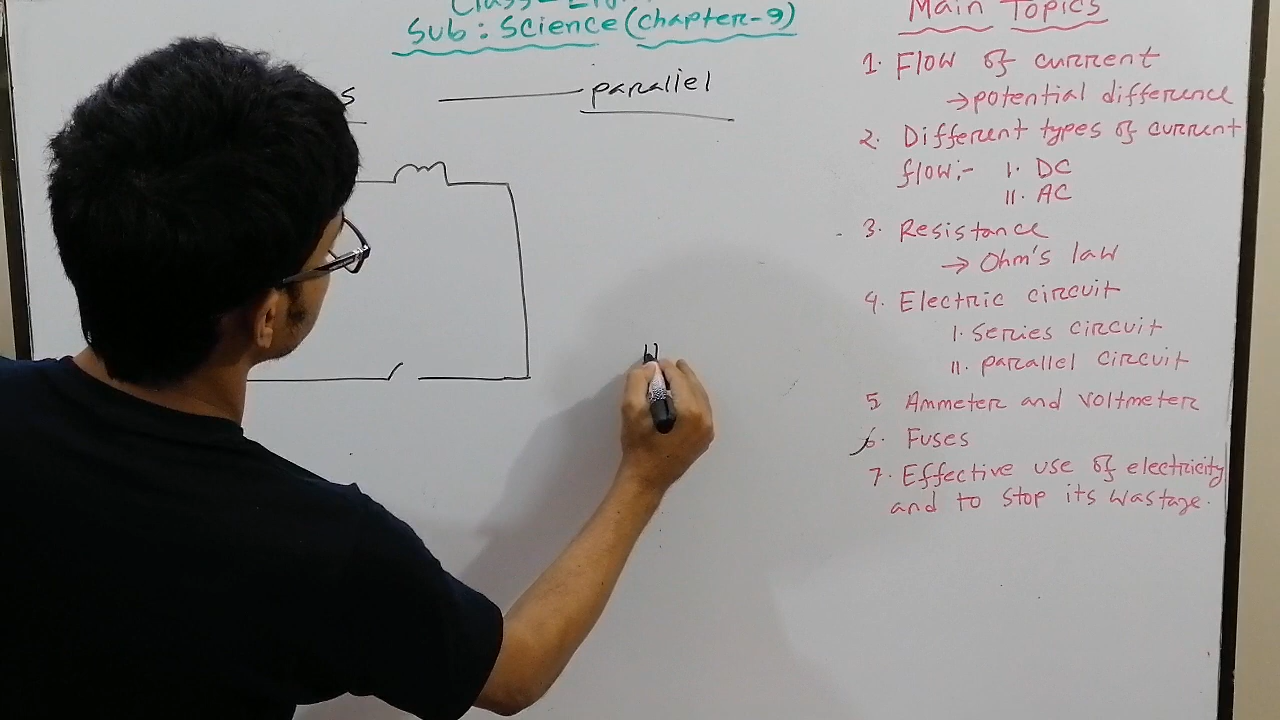 Sub : Science (chapter-9)
parallel
Main Topics
1. Flow of current
→ potential difference
2. Different types of current
flow:- I. DC
II. AC
3. Resistance
→ Ohm's law
4. Electric circuit
I. series circuit
II. parallel circuit
5 Ammeter and voltmeter
6. Fuses
7. Effective use of electricity
and to stop its wastage.